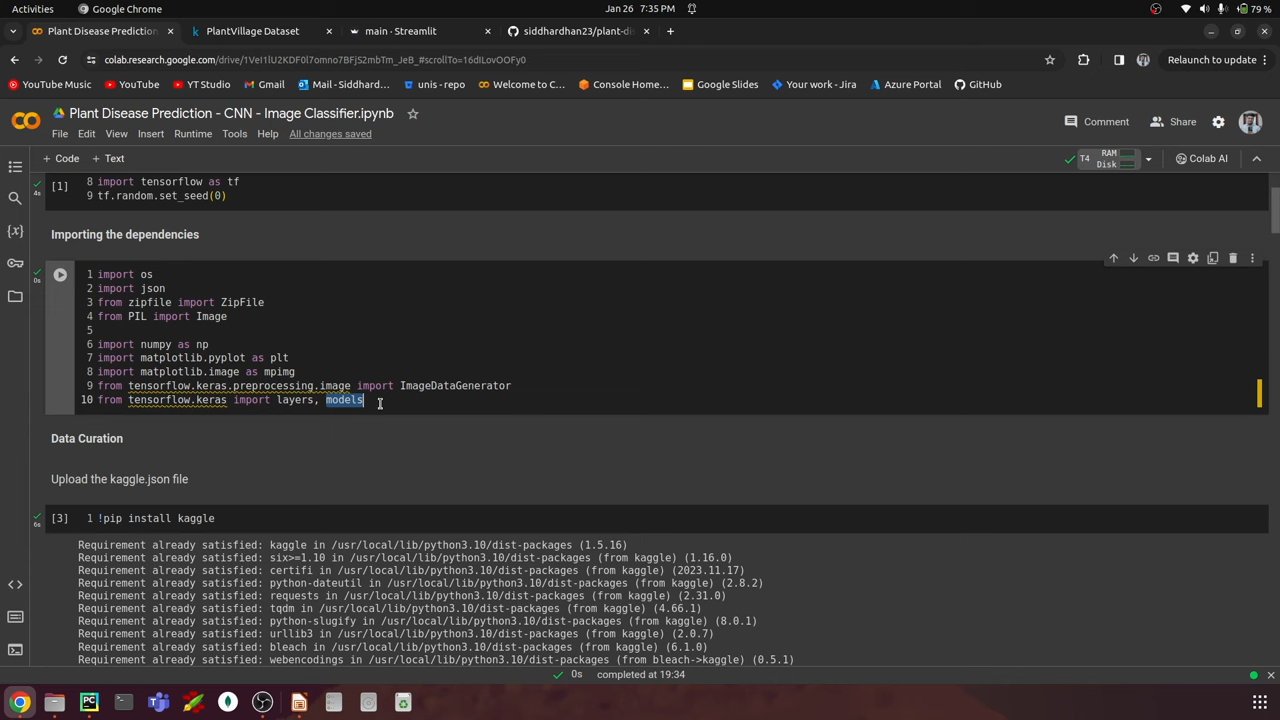 Activities
Google Chrome
Jan 26 7:35 PM
79 %
Plant Disease Prediction
PlantVillage Dataset
main · Streamlit
siddhardhan23/plant-dis
colab.research.google.com/drive/1VeI1lU2KDF0l7omno7BFjS2mbTm_JeB_#scrollTo=16dILovOOFy0
Relaunch to update
YouTube Music
YouTube
YT Studio
Gmail
Mail - Siddhard...
unis - repo
Welcome to C...
Console Home...
Google Slides
Your work - Jira
Azure Portal
GitHub
Plant Disease Prediction - CNN - Image Classifier.ipynb
File Edit View Insert Runtime Tools Help All changes saved
Comment
Share
+ Code + Text
T4 RAM Disk
Colab AI
4s
[1]
8 import tensorflow as tf
9 tf.random.set_seed(0)
Importing the dependencies
0s
1 import os
2 import json
3 from zipfile import ZipFile
4 from PIL import Image
5
6 import numpy as np
7 import matplotlib.pyplot as plt
8 import matplotlib.image as mpimg
9 from tensorflow.keras.preprocessing.image import ImageDataGenerator
10 from tensorflow.keras import layers, models
Data Curation
Upload the kaggle.json file
6s
[3] 1 !pip install kaggle
Requirement already satisfied: kaggle in /usr/local/lib/python3.10/dist-packages (1.5.16)
Requirement already satisfied: six>=1.10 in /usr/local/lib/python3.10/dist-packages (from kaggle) (1.16.0)
Requirement already satisfied: certifi in /usr/local/lib/python3.10/dist-packages (from kaggle) (2023.11.17)
Requirement already satisfied: python-dateutil in /usr/local/lib/python3.10/dist-packages (from kaggle) (2.8.2)
Requirement already satisfied: requests in /usr/local/lib/python3.10/dist-packages (from kaggle) (2.31.0)
Requirement already satisfied: tqdm in /usr/local/lib/python3.10/dist-packages (from kaggle) (4.66.1)
Requirement already satisfied: python-slugify in /usr/local/lib/python3.10/dist-packages (from kaggle) (8.0.1)
Requirement already satisfied: urllib3 in /usr/local/lib/python3.10/dist-packages (from kaggle) (2.0.7)
Requirement already satisfied: bleach in /usr/local/lib/python3.10/dist-packages (from kaggle) (6.1.0)
Requirement already satisfied: webencodings in /usr/local/lib/python3.10/dist-packages (from bleach->kaggle) (0.5.1)
0s completed at 19:34